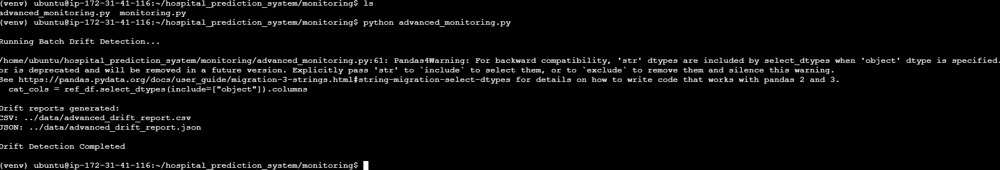 (venv) ubuntu@ip-172-31-41-116:~/hospital_prediction_system/monitoring$ ls
advanced_monitoring.py  monitoring.py
(venv) ubuntu@ip-172-31-41-116:~/hospital_prediction_system/monitoring$ python advanced_monitoring.py
Running Batch Drift Detection...
/home/ubuntu/hospital_prediction_system/monitoring/advanced_monitoring.py:61: Pandas4Warning: For backward compatibility, 'str' dtypes are included by select_dtypes when 'object' dtype is specified.
or is deprecated and will be removed in a future version. Explicitly pass 'str' to `include` to select them, or to `exclude` to remove them and silence this warning.
See https://pandas.pydata.org/docs/user_guide/migration-3-strings.html#string-migration-select-dtypes for details on how to write code that works with pandas 2 and 3.
  cat_cols = ref_df.select_dtypes(include=["object"]).columns
Drift reports generated:
CSV: ../data/advanced_drift_report.csv
JSON: ../data/advanced_drift_report.json
Drift Detection Completed
(venv) ubuntu@ip-172-31-41-116:~/hospital_prediction_system/monitoring$